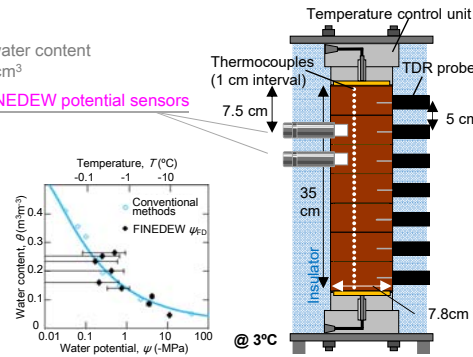 Temperature control unit
water content
cm³
Thermocouples
(1 cm interval)
TDR probe
FINEDEW potential sensors
7.5 cm
5 cm
35
cm
Insulator
7.8cm
@ 3ºC
Temperature, T (ºC)
-0.1
-1
-10
Conventional
methods
FINEDEW ψFD
Water content, θ (m³m⁻³)
0.4
0.3
0.2
0.1
0
0.01
0.1
1
10
100
Water potential, ψ (-MPa)